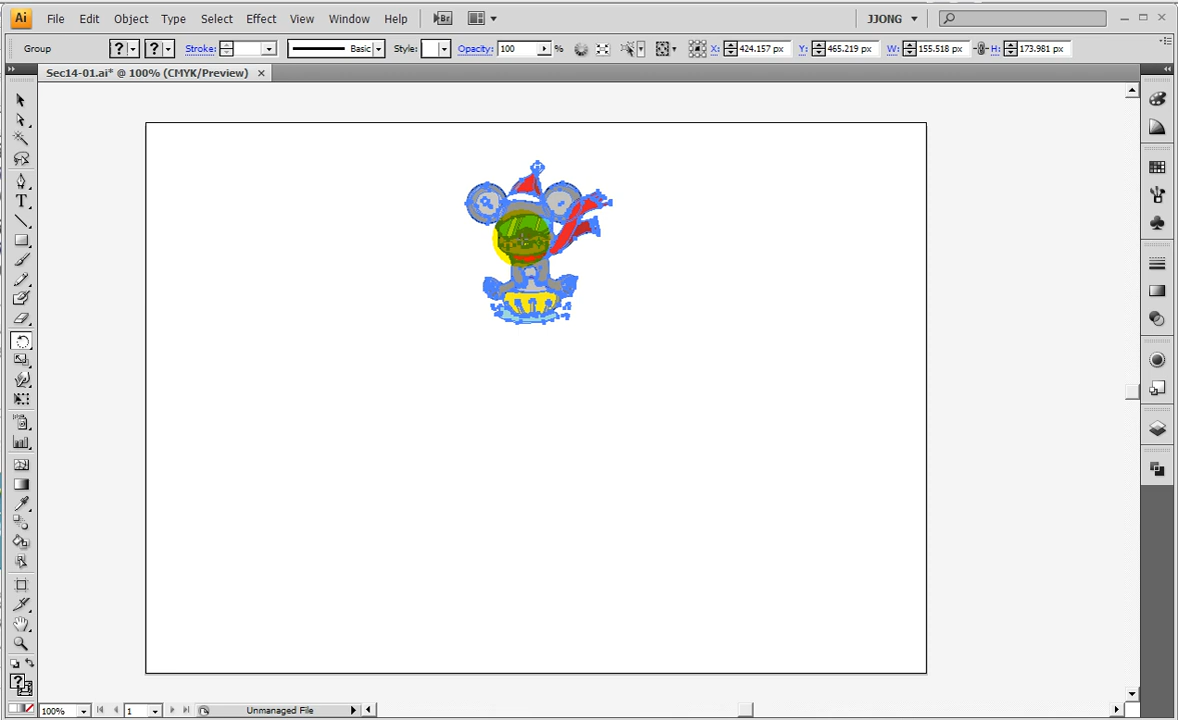 Ai File Edit Object Type Select Effect View Window Help Br JJONG
Group ? ? Stroke: Basic Style: Opacity: 100 % X: 424.157 px Y: 465.219 px W: 155.518 px H: 173.981 px
Sec14-01.ai* @ 100% (CMYK/Preview)
T
?
100% 1 Unmanaged File